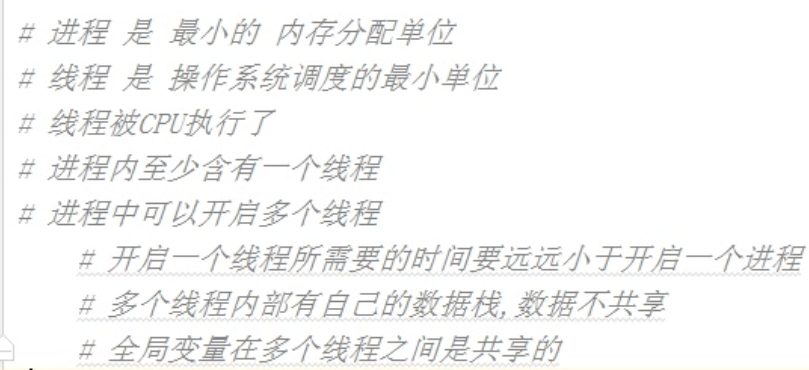 # 进程 是 最小的 内存分配单位
# 线程 是 操作系统调度的最小单位
# 线程被CPU执行了
# 进程内至少含有一个线程
# 进程中可以开启多个线程
# 开启一个线程所需要的时间要远远小于开启一个进程
# 多个线程内部有自己的数据栈,数据不共享
# 全局变量在多个线程之间是共享的